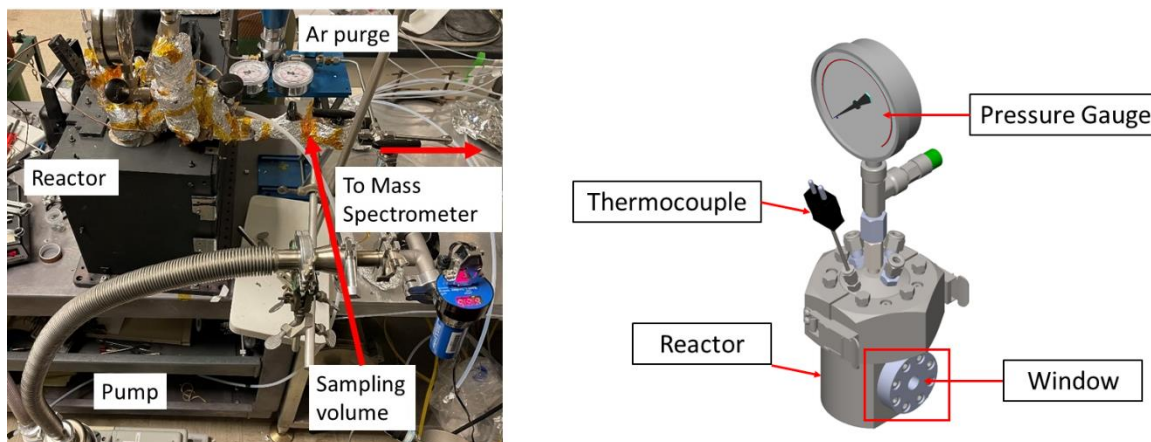 Ar purge
Reactor
To Mass
Spectrometer
Pump
Sampling
volume
Pressure Gauge
Thermocouple
Reactor
Window